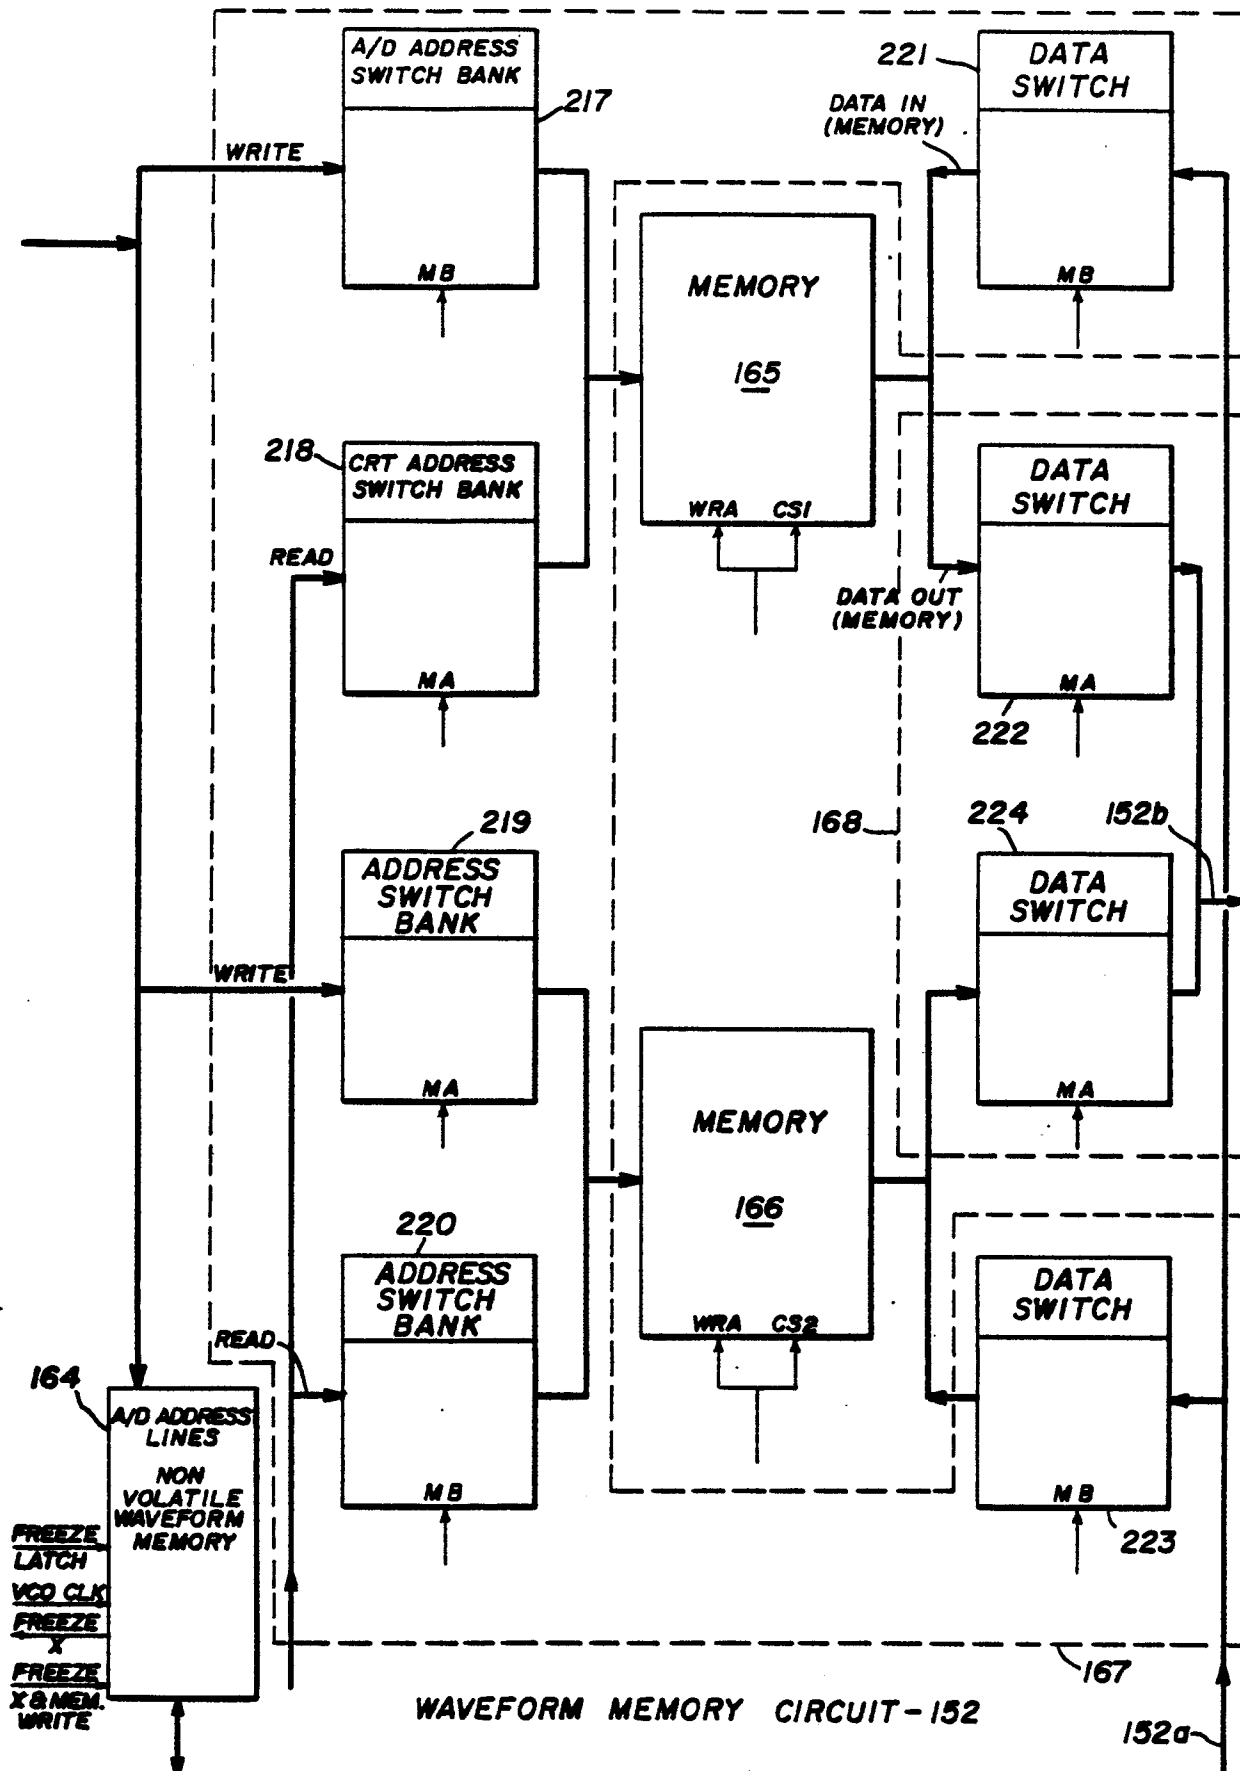 A/D ADDRESS
SWITCH BANK
217
WRITE
MB
221
DATA
SWITCH
DATA IN
(MEMORY)
MB
MEMORY
165
WRA CS1
218
CRT ADDRESS
SWITCH BANK
READ
MA
DATA
SWITCH
DATA OUT
(MEMORY)
MA
222
168
219
ADDRESS
SWITCH
BANK
WRITE
MA
224
152b
DATA
SWITCH
MA
MEMORY
166
WRA CS2
220
ADDRESS
SWITCH
BANK
READ
MB
DATA
SWITCH
MB
223
164
A/D ADDRESS
LINES
NON
VOLATILE
WAVEFORM
MEMORY
FREEZE
LATCH
VCO CLK
FREEZE
X
FREEZE
X & MEM.
WRITE
167
WAVEFORM MEMORY CIRCUIT-152
152a